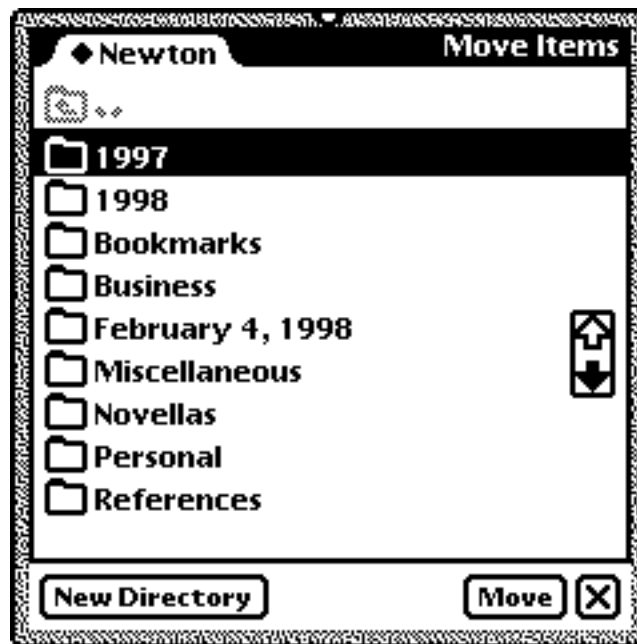 ◆Newton
Move Items
..
1997
1998
Bookmarks
Business
February 4, 1998
Miscellaneous
Novellas
Personal
References
New Directory
Move